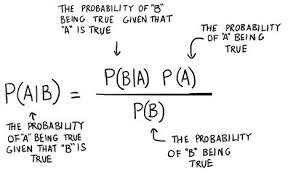 THE PROBABILITY OF "B"
BEING TRUE GIVEN THAT
"A" IS TRUE
THE PROBABILITY
OF "A" BEING
TRUE
P(A|B) = P(B|A) P(A)
P(B)
THE PROBABILITY
OF "A" BEING TRUE
GIVEN THAT "B" IS
TRUE
THE PROBABILITY
OF "B" BEING TRUE